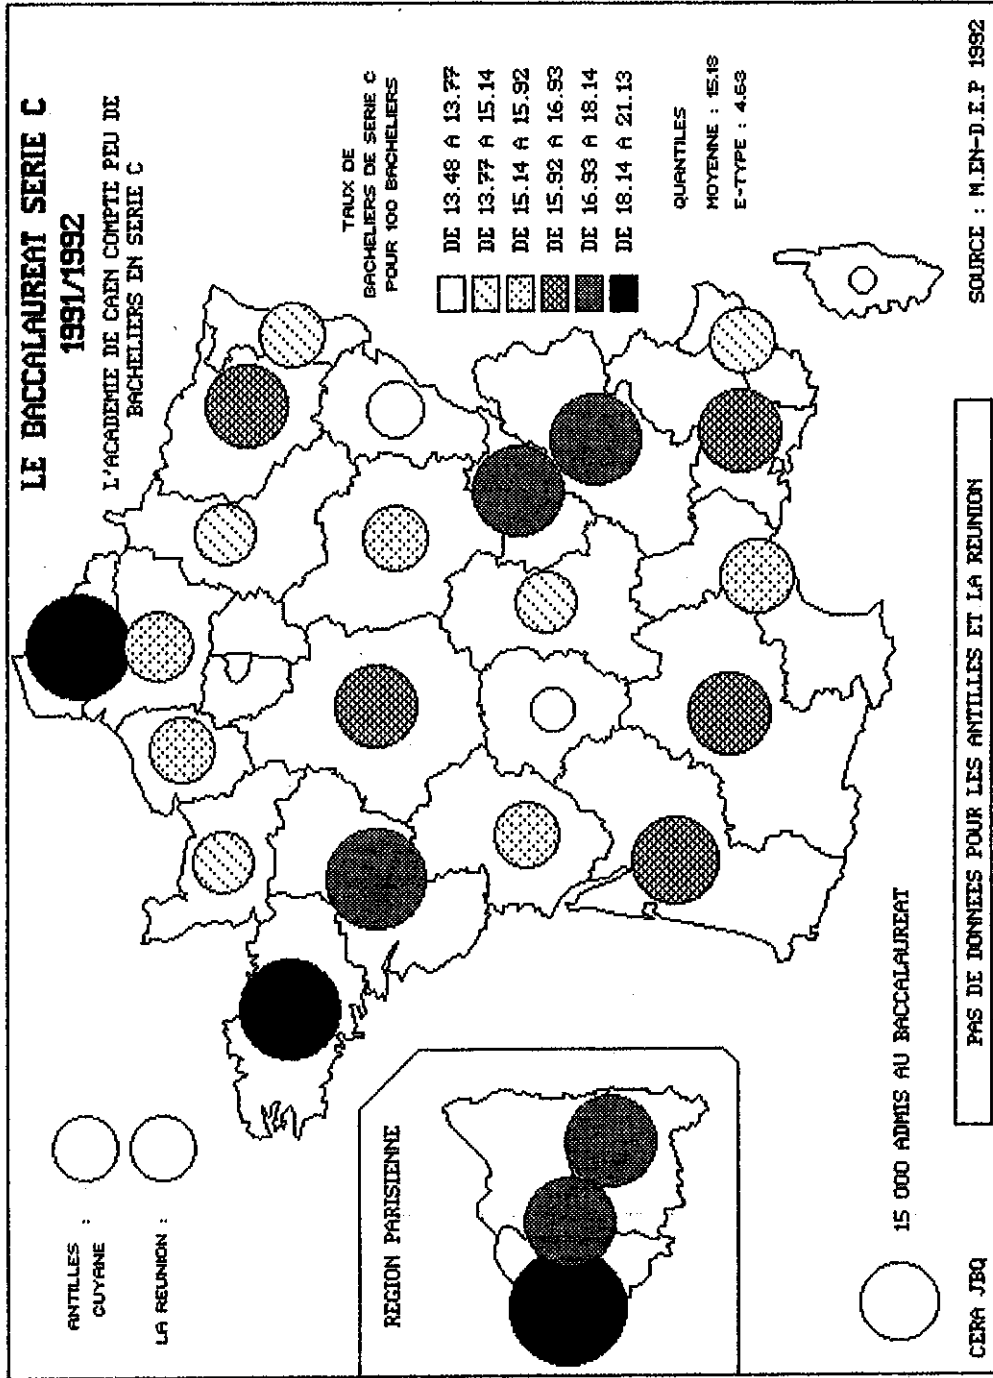 LE BACCALAUREAT SERIE C
1991/1992
L'ACADEMIE DE CAEN COMPTE PEU DE
BACHELIERS EN SERIE C
ANTILLES :
GUYANE
LA REUNION :
TAUX DE
BACHELIERS DE SERIE C
POUR 100 BACHELIERS
DE 13.48 A 13.77
DE 13.77 A 15.14
DE 15.14 A 15.92
DE 15.92 A 16.93
DE 16.93 A 18.14
DE 18.14 A 21.13
QUANTILES
MOYENNE : 15.18
E-TYPE : 4.63
REGION PARISIENNE
15 000 ADMIS AU BACCALAUREAT
CERA JBQ
PAS DE DONNEES POUR LES ANTILLES ET LA REUNION
SOURCE : M.EN-D.E.P 1992